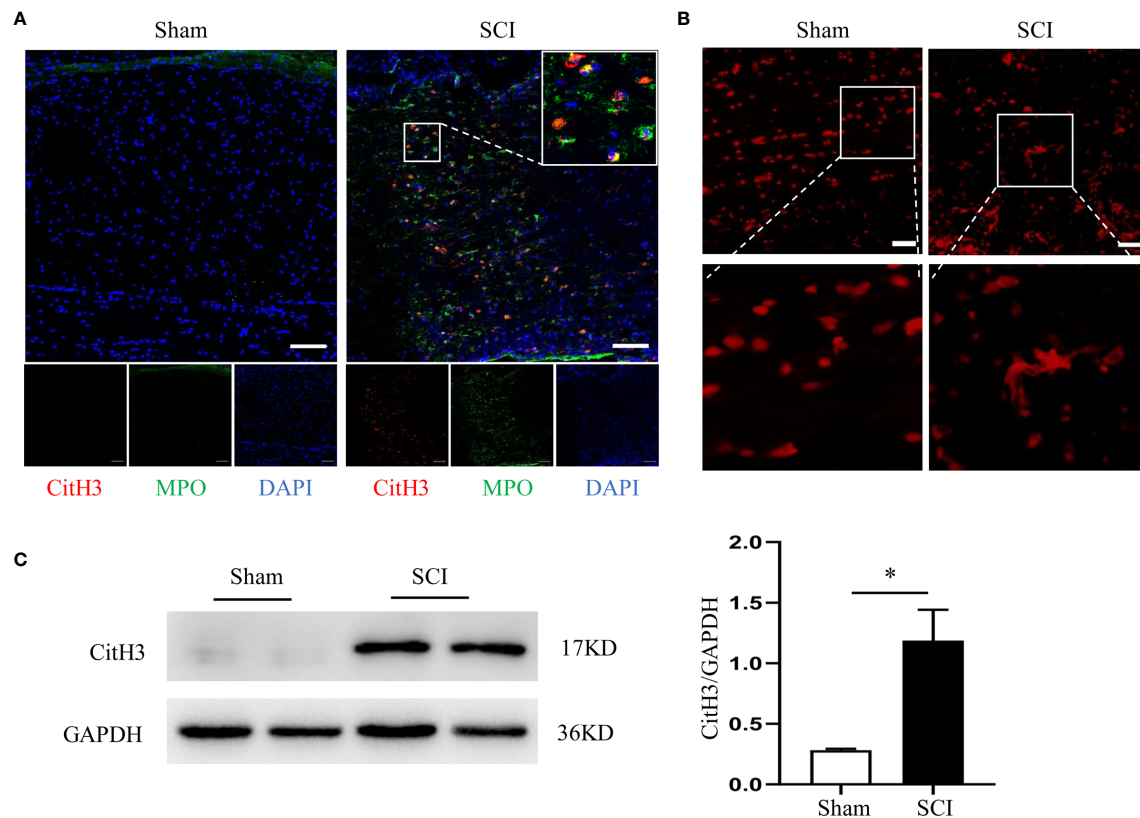 A
Sham
SCI
CitH3
MPO
DAPI
CitH3
MPO
DAPI
B
Sham
SCI
C
Sham
SCI
CitH3
17KD
GAPDH
36KD
2.0
1.5
1.0
0.5
0.0
*
CitH3/GAPDH
Sham
SCI